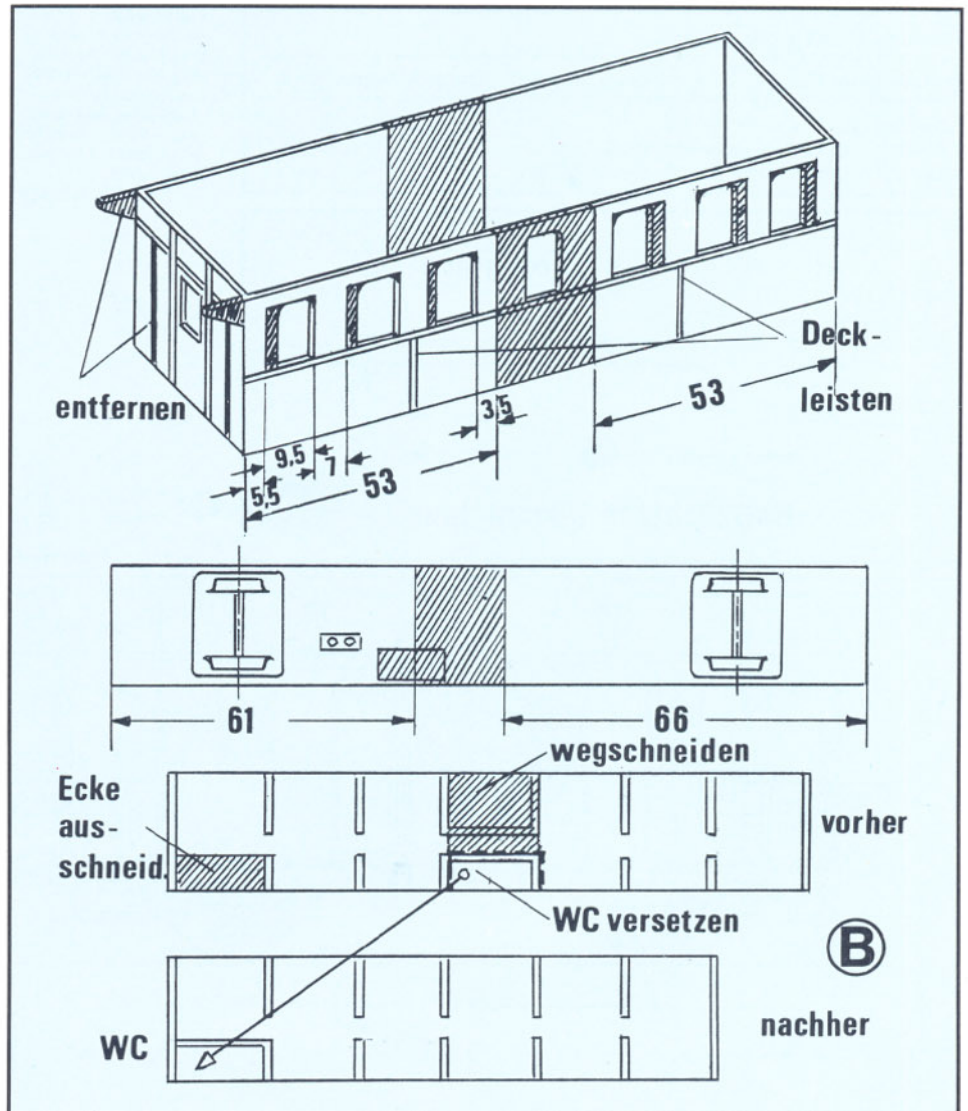 Deck-
leisten
entfernen
3,5
53
9,5
7
53
5,5
61
66
wegschneiden
Ecke
aus-
schneid.
vorher
WC versetzen
B
nachher
WC